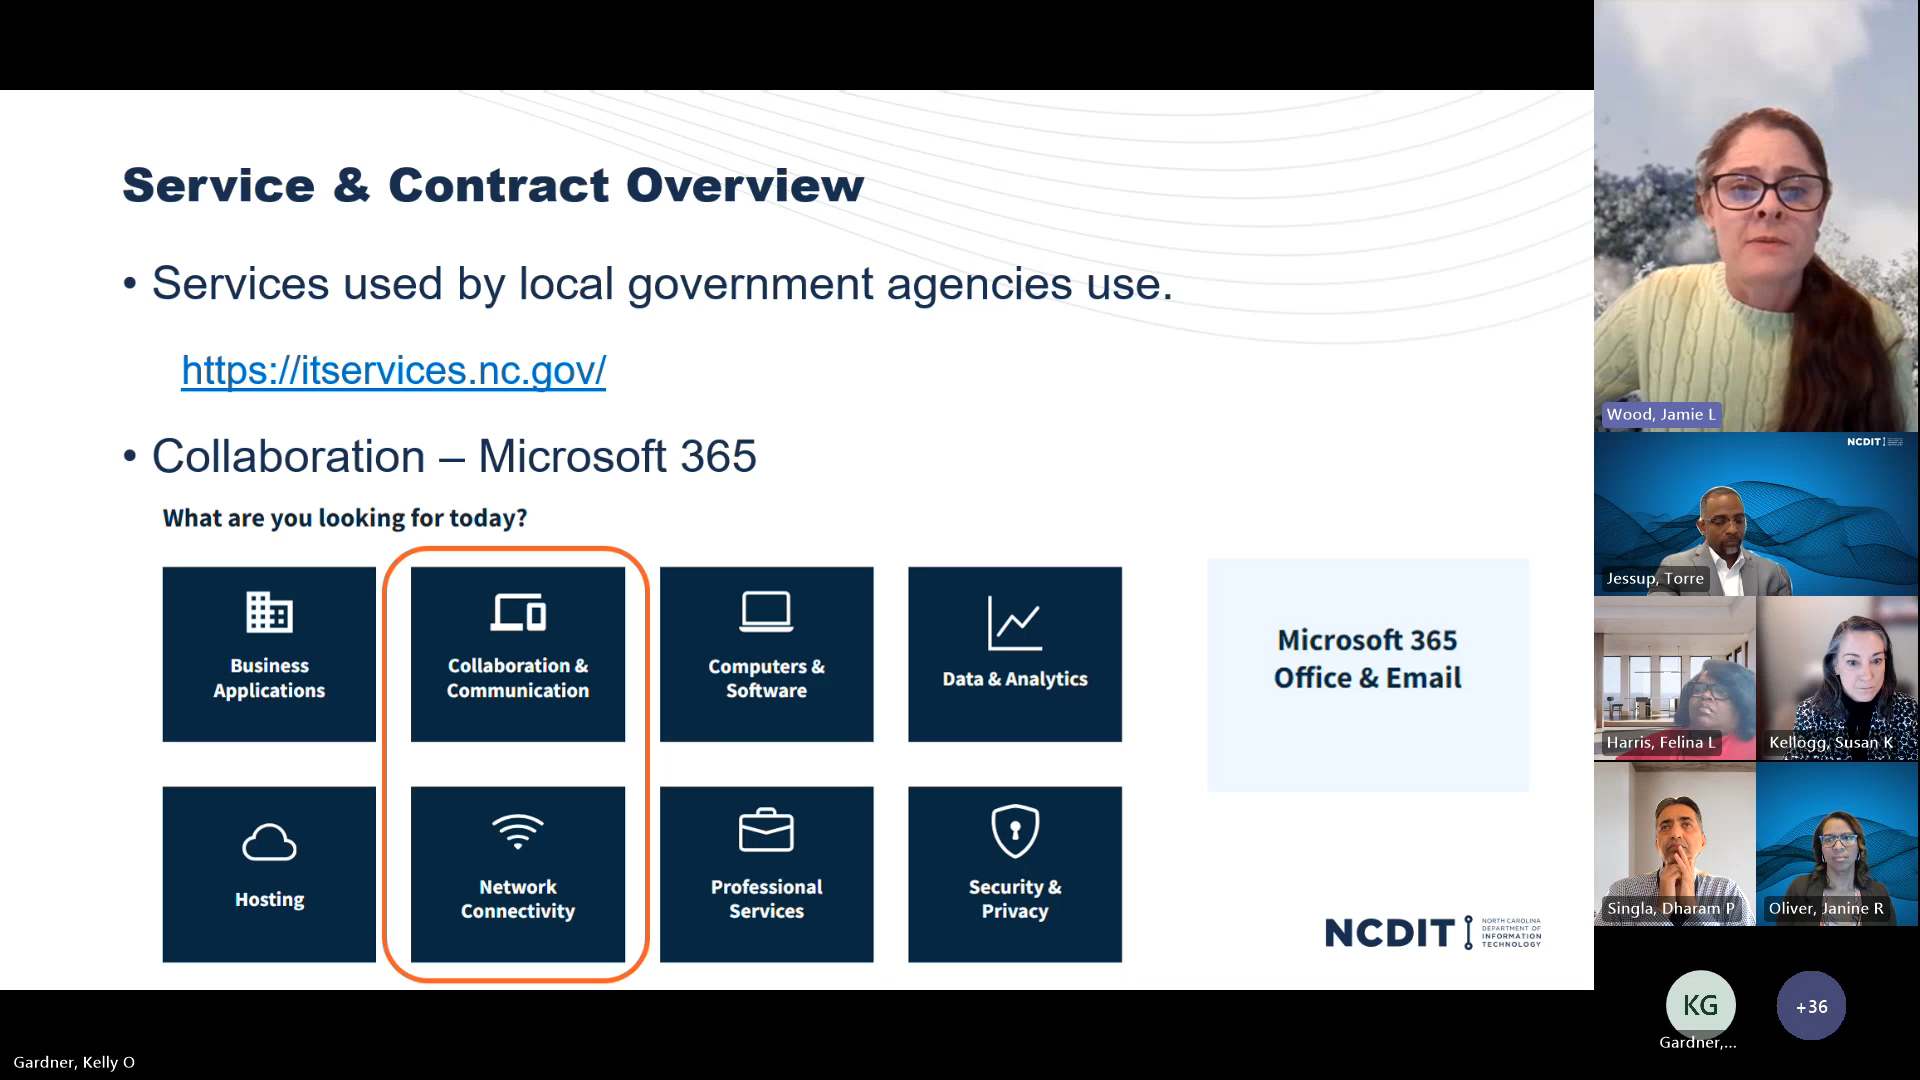 Service & Contract Overview
• Services used by local government agencies use.
https://itservices.nc.gov/
• Collaboration – Microsoft 365
What are you looking for today?
Business
Applications
Collaboration &
Communication
Computers &
Software
Data & Analytics
Hosting
Network
Connectivity
Professional
Services
Security &
Privacy
Microsoft 365
Office & Email
NCDIT
NORTH CAROLINA
DEPARTMENT OF
INFORMATION
TECHNOLOGY
Wood, Jamie L
NCDIT
Jessup, Torre
Harris, Felina L
Kellogg, Susan K
Singla, Dharam P
Oliver, Janine R
KG
Gardner,...
+36
Gardner, Kelly O